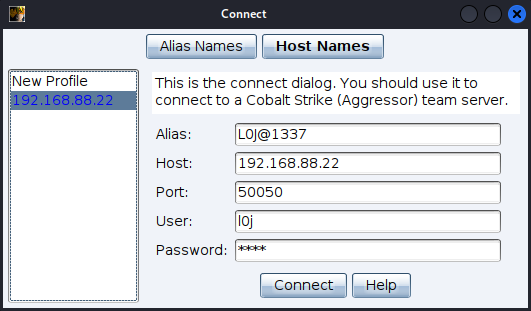 Connect
Alias Names
Host Names
New Profile
192.168.88.22
This is the connect dialog. You should use it to
connect to a Cobalt Strike (Aggressor) team server.
Alias: L0J@1337
Host: 192.168.88.22
Port: 50050
User: l0j
Password: ****
Connect
Help